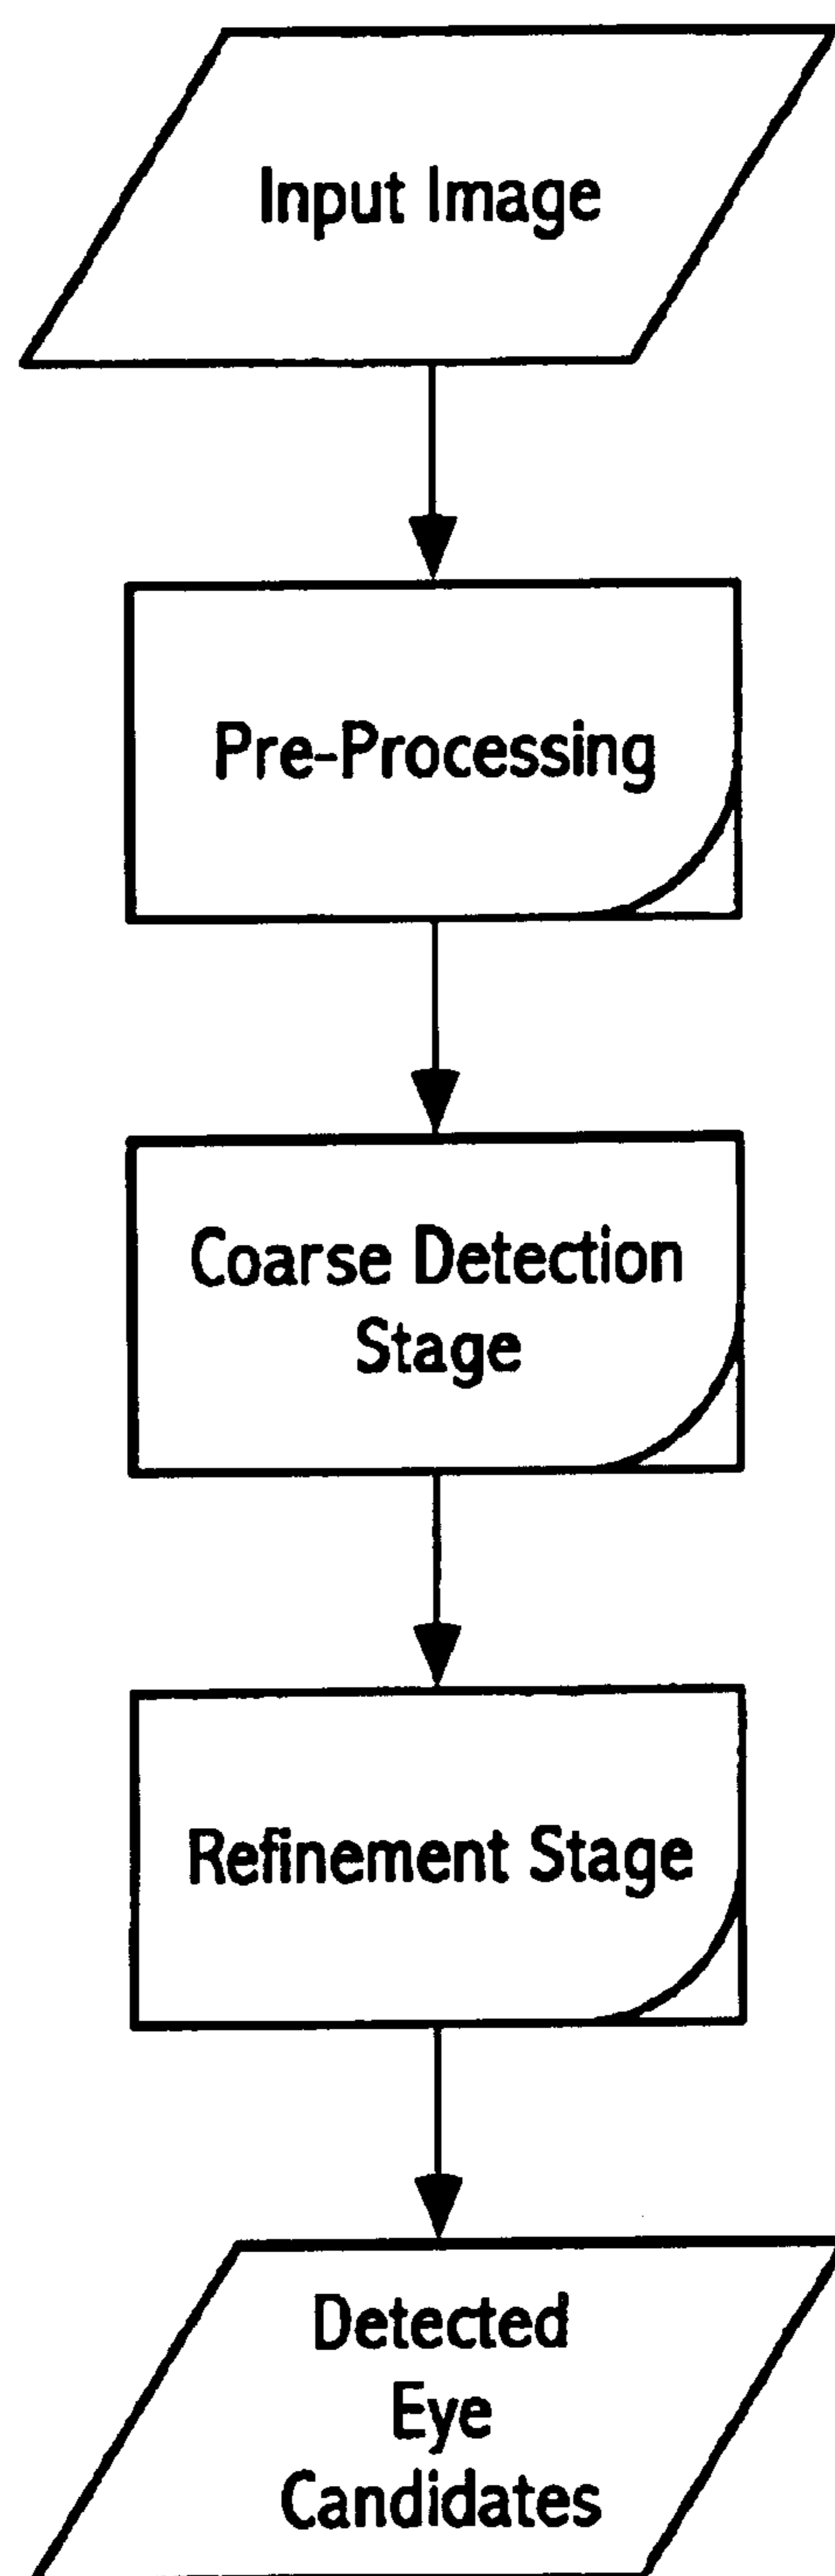 Input Image
Pre-Processing
Coarse Detection
Stage
Refinement Stage
Detected
Eye
Candidates